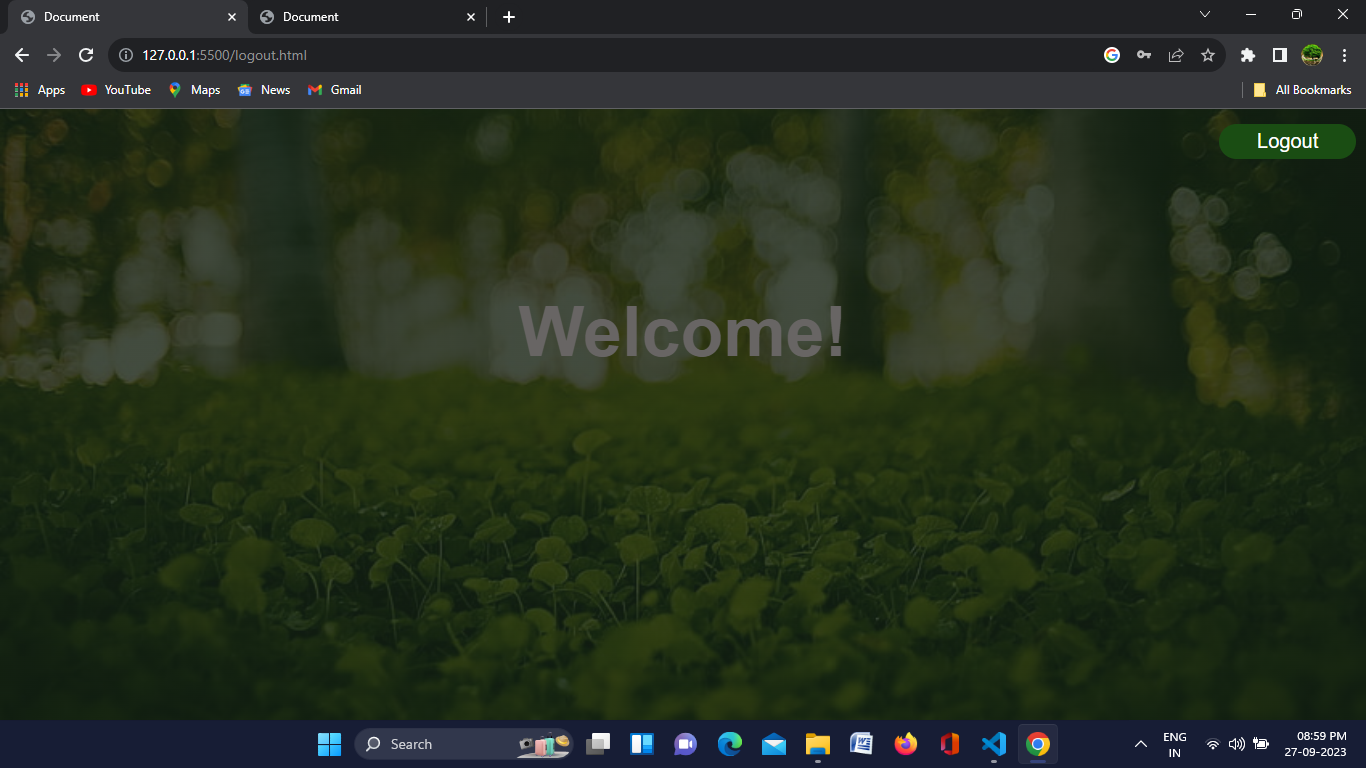 Document
Document
127.0.0.1:5500/logout.html
Apps
YouTube
Maps
News
Gmail
All Bookmarks
Logout
Welcome!
Search
ENG
IN
08:59 PM
27-09-2023